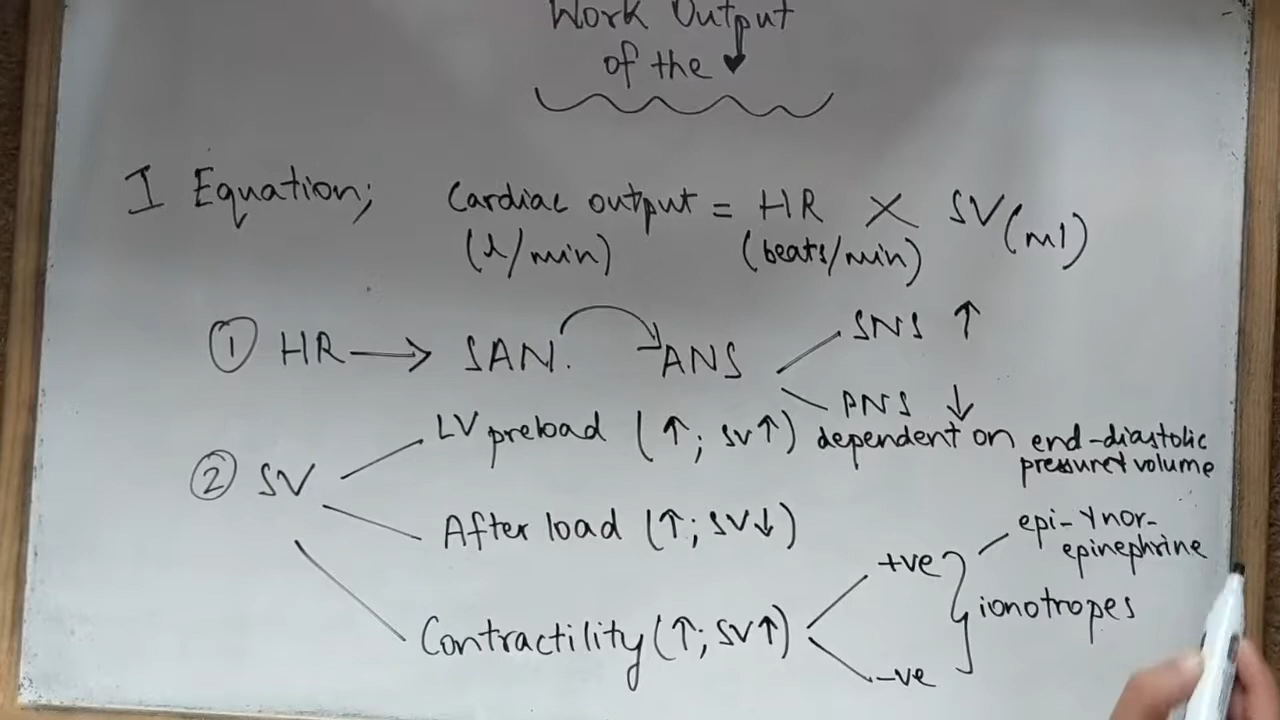 Work Output
of the
I Equation; Cardiac output = HR X SV (ml)
(l/min) (beats/min)
① HR → SAN. ANS SNS ↑
PNS ↓
② SV LV preload (↑; SV↑) dependent on end-diastolic
pressure volume
After load (↑; SV↓)
Contractility (↑; SV↑) +ve epi- nor-
epinephrine
ionotropes
-ve